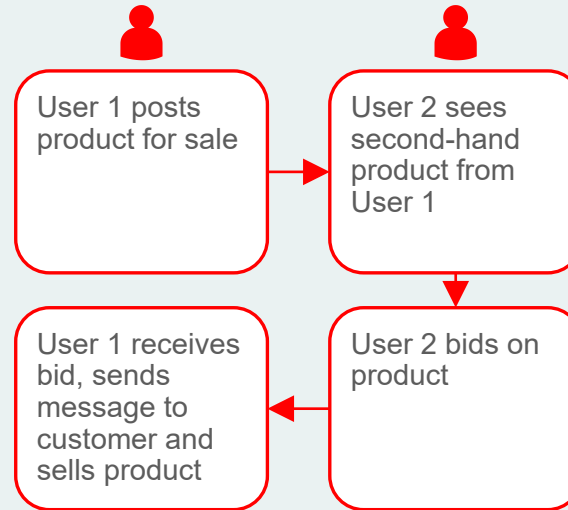 User 1 posts
product for sale
User 2 sees
second-hand
product from
User 1
User 2 bids on
product
User 1 receives
bid, sends
message to
customer and
sells product